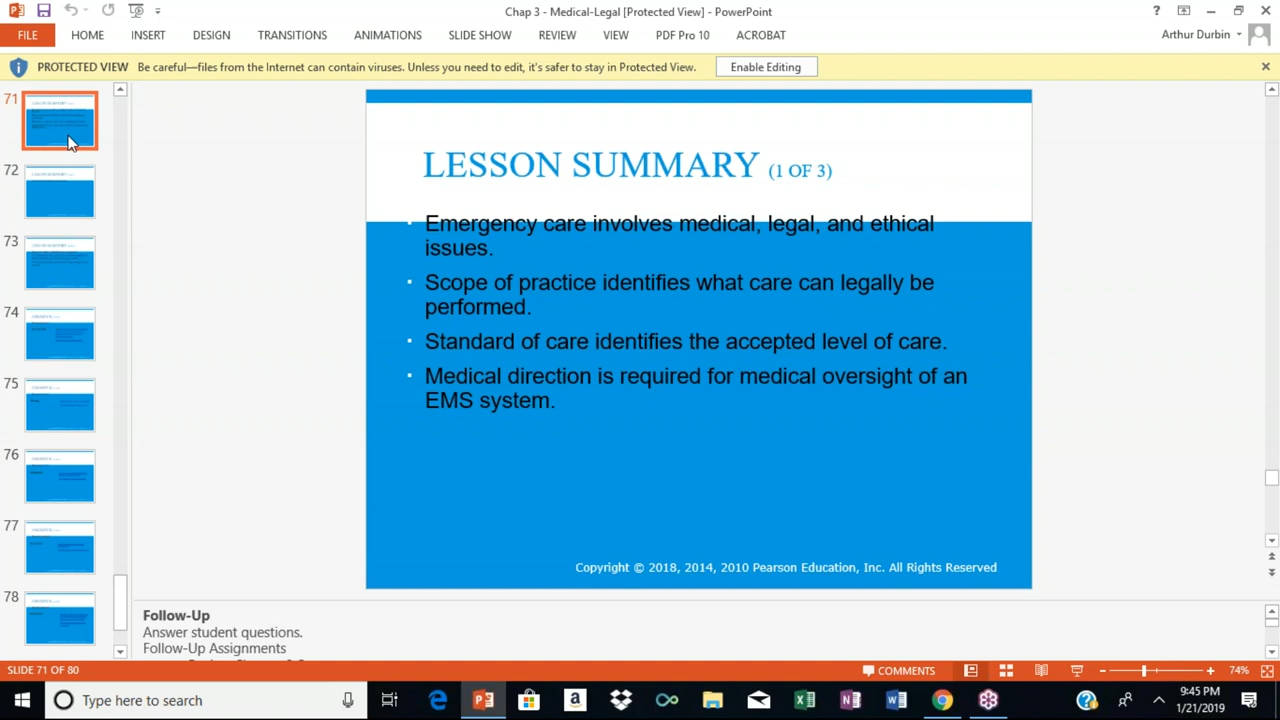 Chap 3 - Medical-Legal [Protected View] - PowerPoint
?
FILE
HOME
INSERT
DESIGN
TRANSITIONS
ANIMATIONS
SLIDE SHOW
REVIEW
VIEW
PDF Pro 10
ACROBAT
Arthur Durbin
PROTECTED VIEW Be careful—files from the Internet can contain viruses. Unless you need to edit, it's safer to stay in Protected View.
Enable Editing
71
72
73
74
75
76
77
78
LESSON SUMMARY (1 OF 3)
Emergency care involves medical, legal, and ethical
issues.
Scope of practice identifies what care can legally be
performed.
Standard of care identifies the accepted level of care.
Medical direction is required for medical oversight of an
EMS system.
Copyright © 2018, 2014, 2010 Pearson Education, Inc. All Rights Reserved
Follow-Up
Answer student questions.
Follow-Up Assignments
SLIDE 71 OF 80
COMMENTS
74%
Type here to search
9:45 PM
1/21/2019